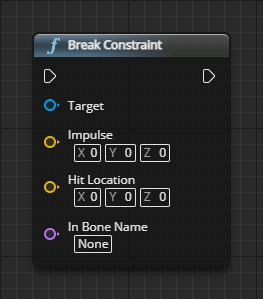 f Break Constraint
Target
Impulse
X 0 Y 0 Z 0
Hit Location
X 0 Y 0 Z 0
In Bone Name
None